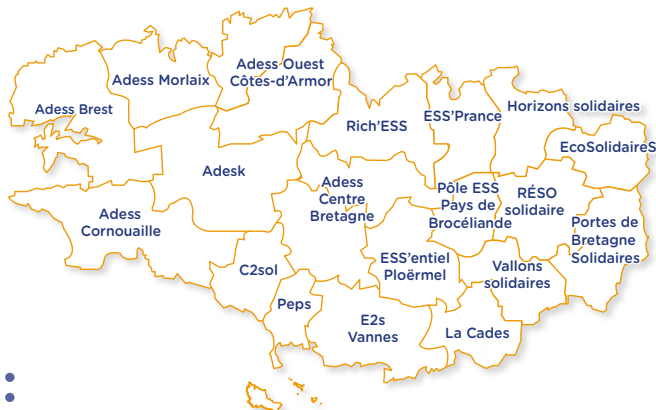 Adess Ouest
Côtes-d'Armor
Adess Morlaix
Adess Brest
Rich'ESS
ESS'Prance
Horizons solidaires
EcoSolidaireS
Adesk
Adess
Centre
Bretagne
Pôle ESS
Pays de
Brocéliande
RÉSO
solidaire
Portes de
Bretagne
Solidaires
Adess
Cornouaille
C2sol
ESS'entiel
Ploërmel
Vallons
solidaires
Peps
E2s
Vannes
La Cades